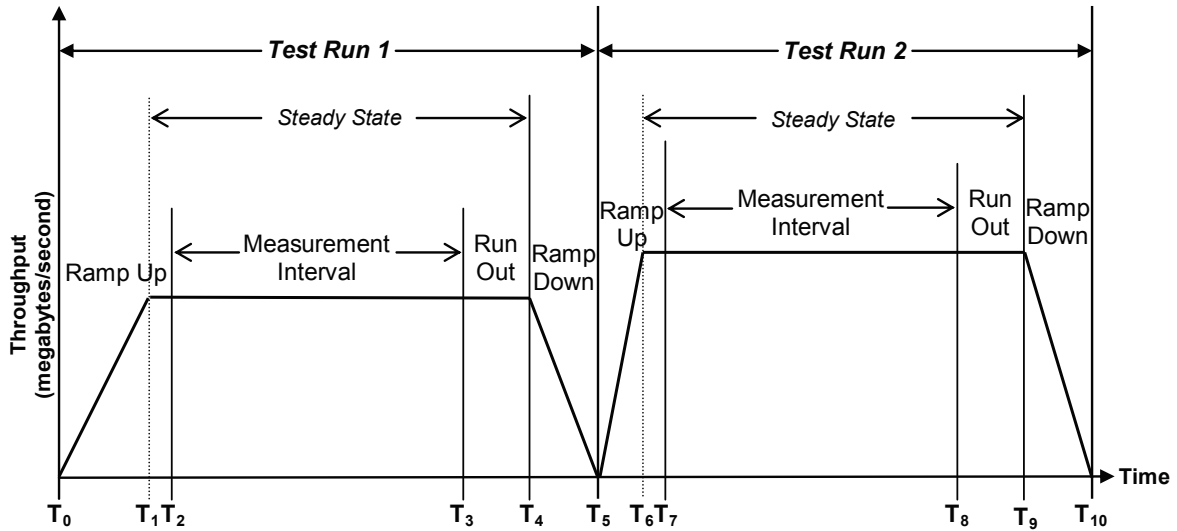 Test Run 1
Test Run 2
Steady State
Steady State
Ramp Up
Measurement
Interval
Run
Out
Ramp
Down
Ramp
Up
Measurement
Interval
Run
Out
Ramp
Down
Throughput
(megabytes/second)
Time
T0 T1 T2 T3 T4 T5 T6 T7 T8 T9 T10